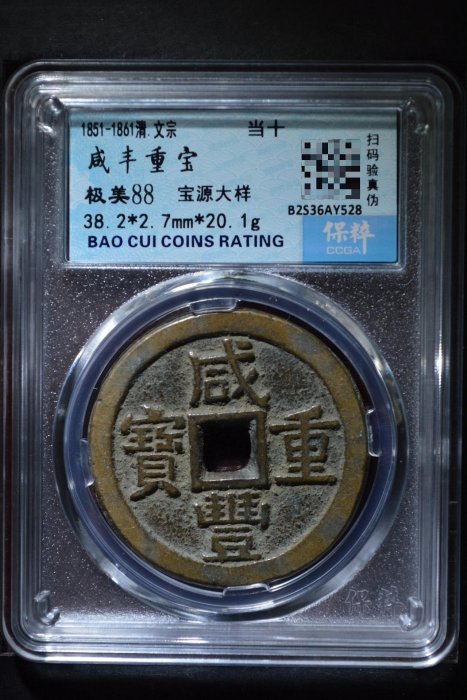 1851-1861清.文宗 当十
咸丰重宝
极美88 宝源大样
38.2*2.7mm*20.1g
BAO CUI COINS RATING
扫码验真伪
B2S36AY528
保粹
CCGA
咸
豐
重
寶
保粹